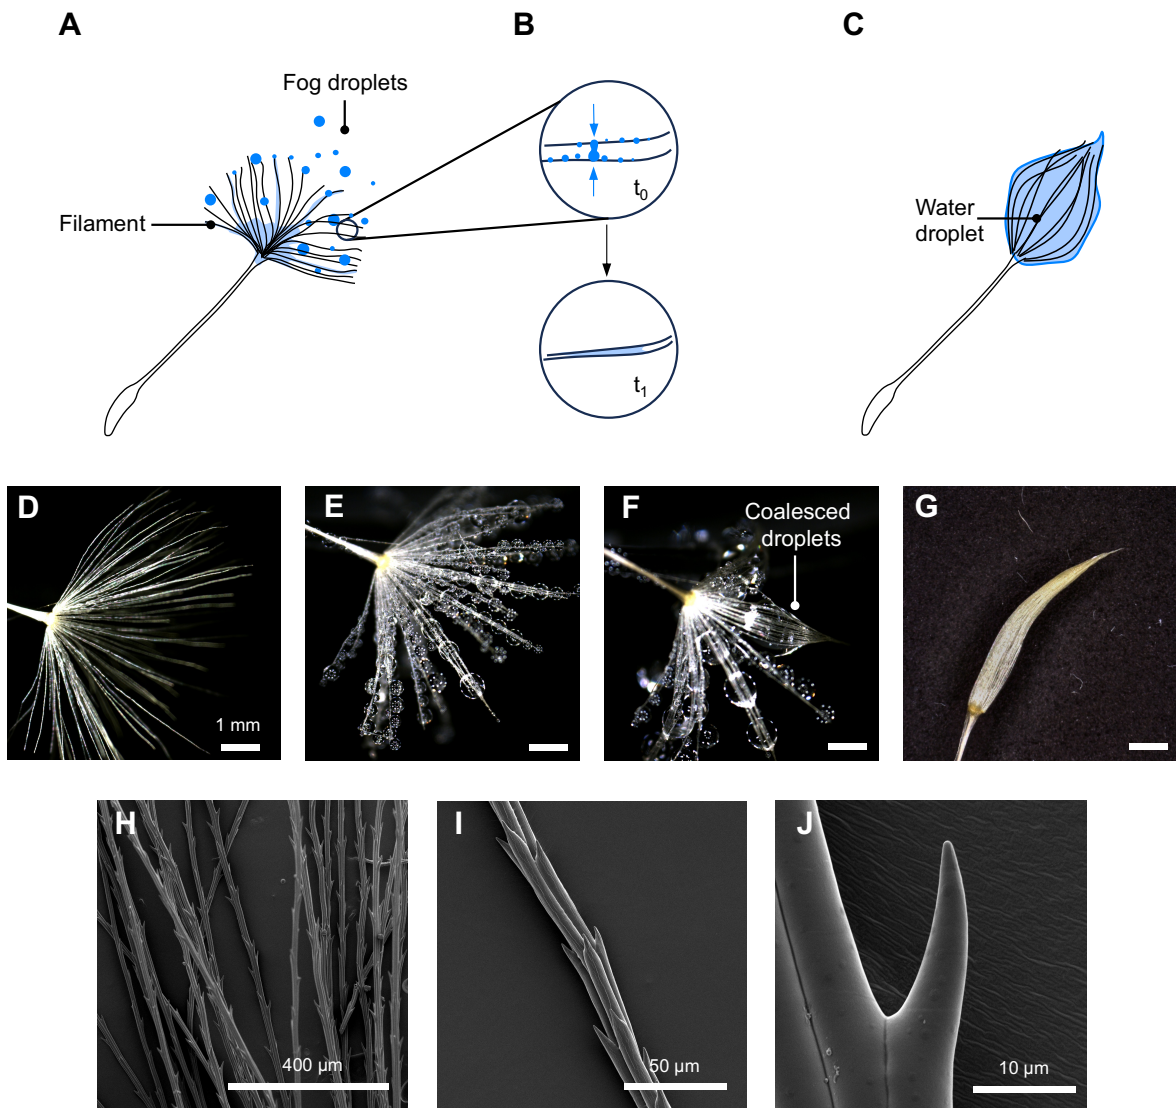 A
B
C
Fog droplets
Filament
t0
t1
Water
droplet
D
1 mm
E
F
Coalesced
droplets
G
H
400 µm
I
50 µm
J
10 µm